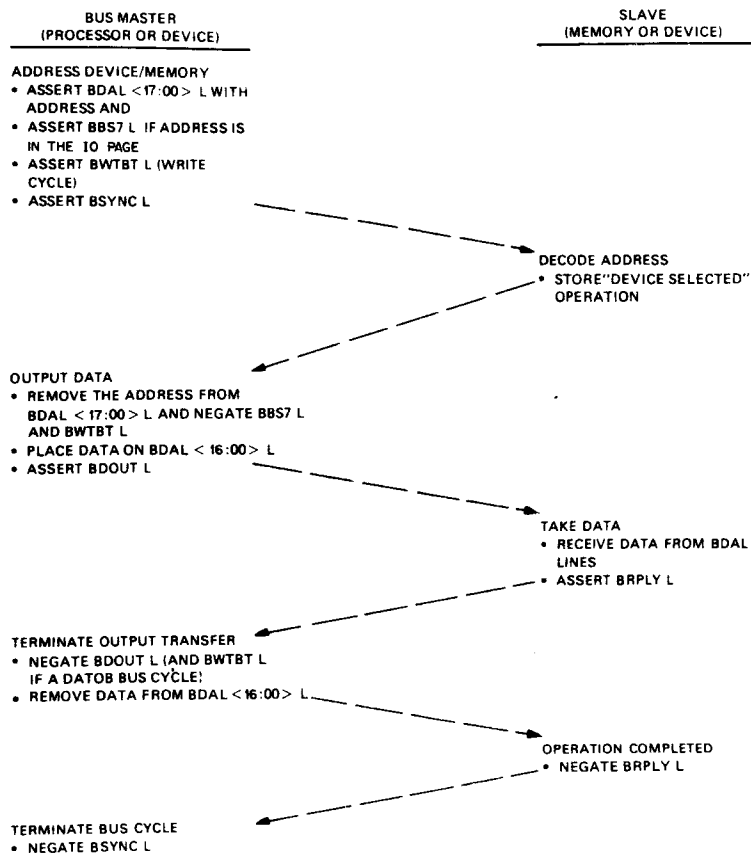 BUS MASTER
(PROCESSOR OR DEVICE)
SLAVE
(MEMORY OR DEVICE)
ADDRESS DEVICE/MEMORY
• ASSERT BDAL <17:00> L WITH
ADDRESS AND
• ASSERT BBS7 L IF ADDRESS IS
IN THE IO PAGE
• ASSERT BWTBT L (WRITE
CYCLE)
• ASSERT BSYNC L
DECODE ADDRESS
• STORE "DEVICE SELECTED"
OPERATION
OUTPUT DATA
• REMOVE THE ADDRESS FROM
BDAL <17:00> L AND NEGATE BBS7 L
AND BWTBT L
• PLACE DATA ON BDAL <16:00> L
• ASSERT BDOUT L
TAKE DATA
• RECEIVE DATA FROM BDAL
LINES
• ASSERT BRPLY L
TERMINATE OUTPUT TRANSFER
• NEGATE BDOUT L (AND BWTBT L
IF A DATOB BUS CYCLE)
• REMOVE DATA FROM BDAL <16:00> L
OPERATION COMPLETED
• NEGATE BRPLY L
TERMINATE BUS CYCLE
• NEGATE BSYNC L